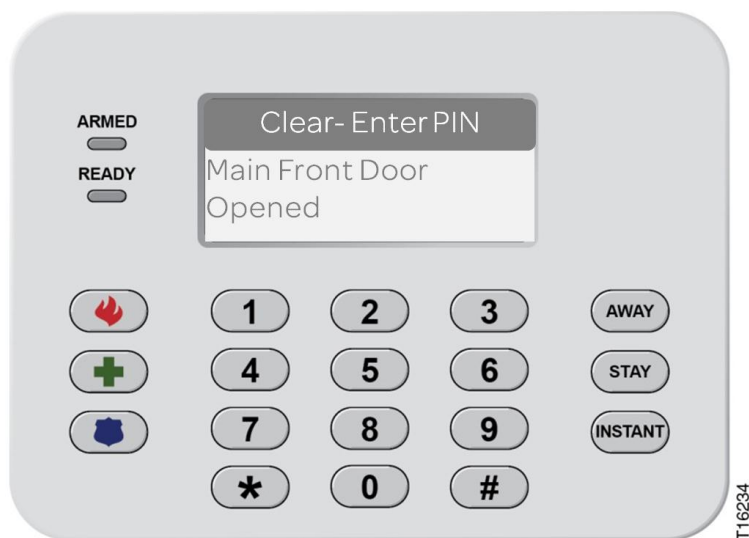 ARMED
READY
Clear- Enter PIN
Main Front Door
Opened
1 2 3 AWAY
4 5 6 STAY
7 8 9 INSTANT
* 0 #
T16234